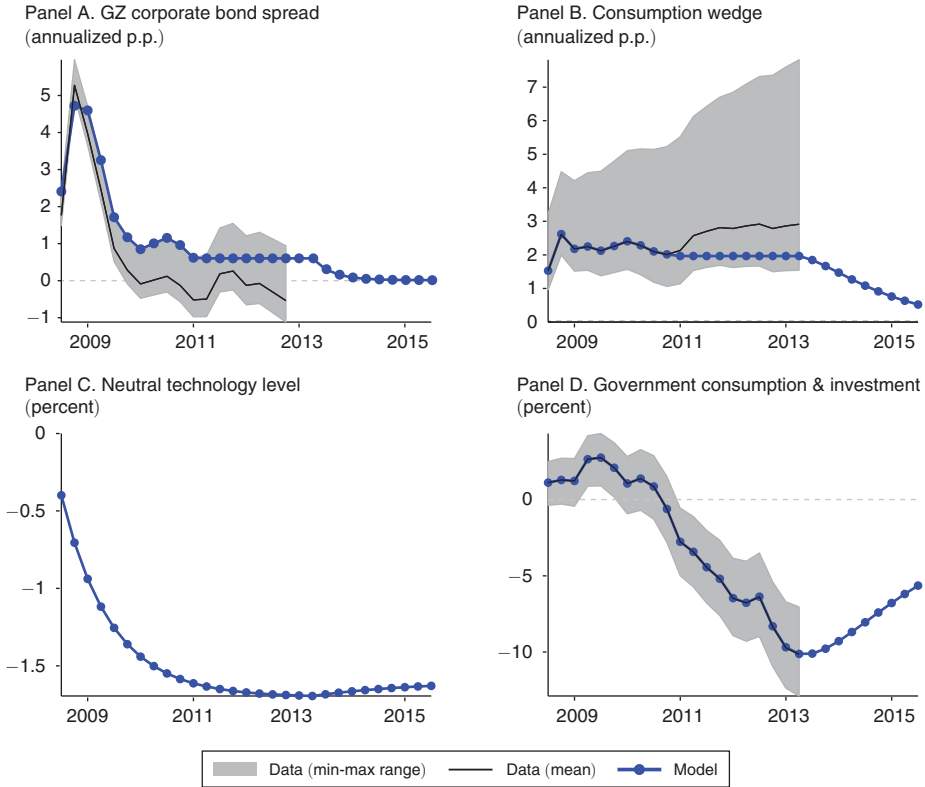 Panel A. GZ corporate bond spread
(annualized p.p.)
5
4
3
2
1
0
−1
2009 2011 2013 2015
Panel B. Consumption wedge
(annualized p.p.)
7
6
5
4
3
2
1
0
2009 2011 2013 2015
Panel C. Neutral technology level
(percent)
0
−0.5
−1
−1.5
2009 2011 2013 2015
Panel D. Government consumption & investment
(percent)
0
−5
−10
2009 2011 2013 2015
Data (min-max range) Data (mean) Model